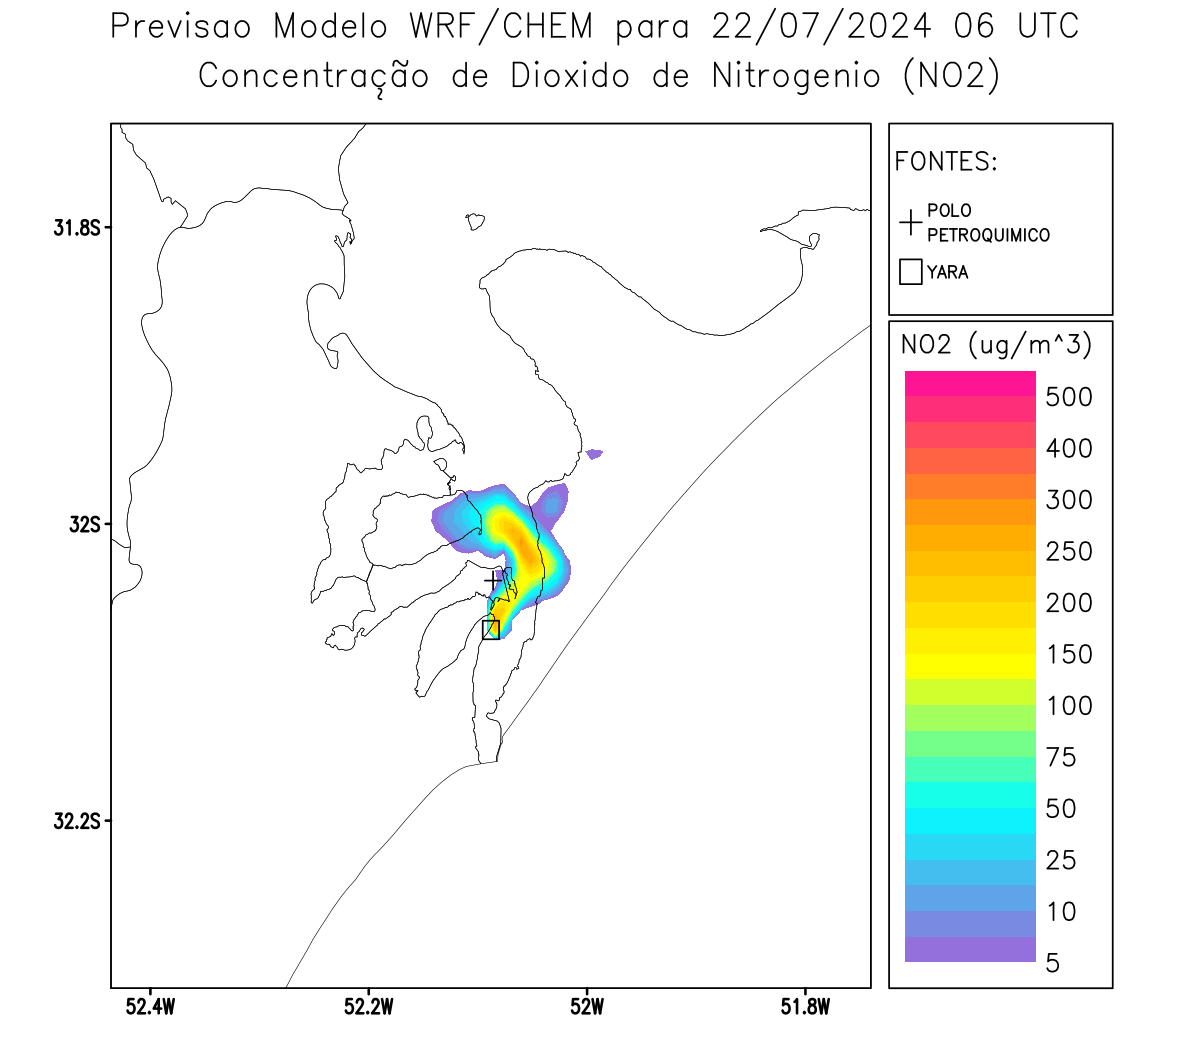 Previsao Modelo WRF/CHEM para 22/07/2024 06 UTC
Concentração de Dioxido de Nitrogenio (NO2)
FONTES:
POLO
PETROQUIMICO
YARA
31.8S
32S
32.2S
52.4W
52.2W
52W
51.8W
NO2 (ug/m^3)
500
400
300
250
200
150
100
75
50
25
10
5